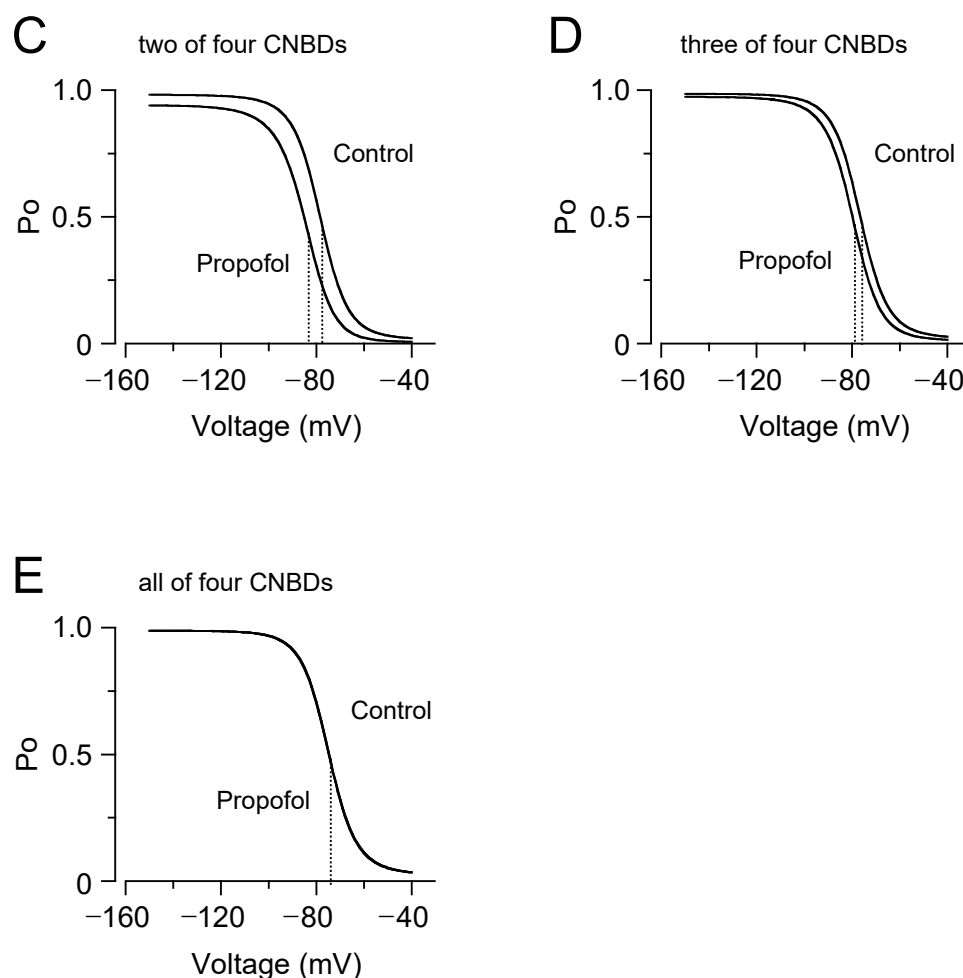 C
two of four CNBDs
1.0
0.5
0
Po
Control
Propofol
−160
−120
−80
−40
Voltage (mV)
D
three of four CNBDs
1.0
0.5
0
Po
Control
Propofol
−160
−120
−80
−40
Voltage (mV)
E
all of four CNBDs
1.0
0.5
0
Po
Control
Propofol
−160
−120
−80
−40
Voltage (mV)